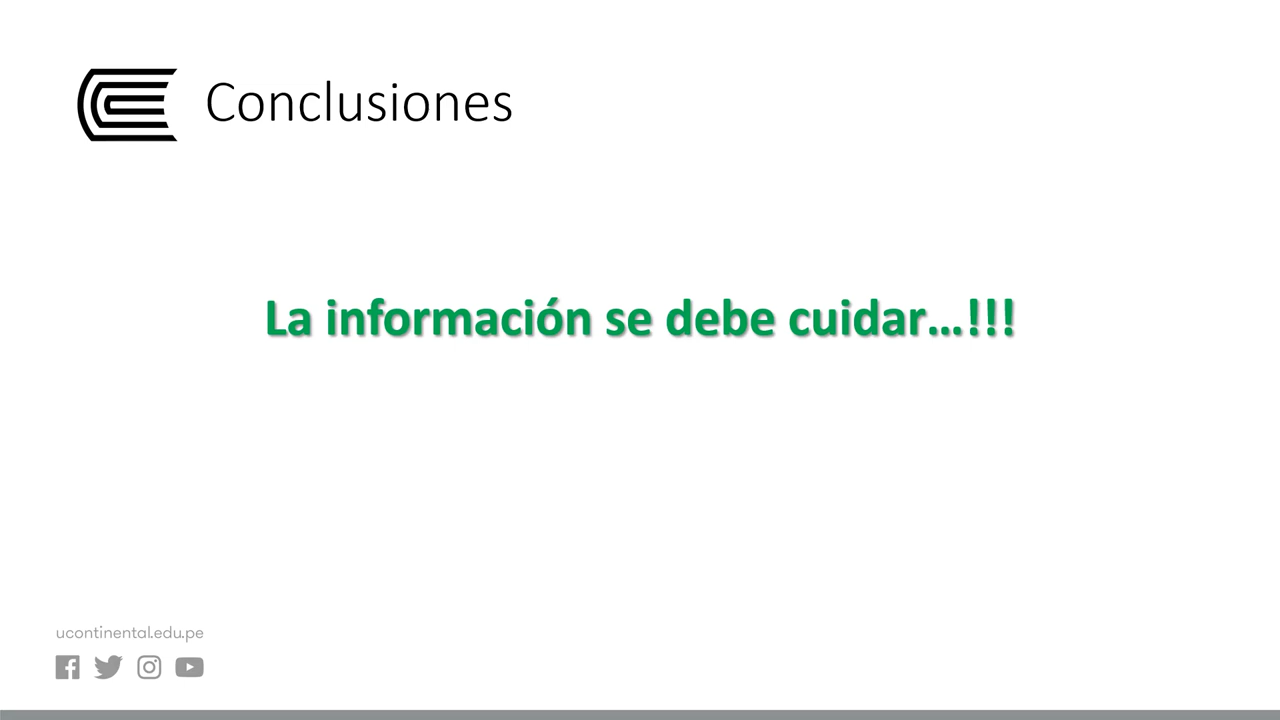 Conclusiones
La información se debe cuidar...!!!
ucontinental.edu.pe